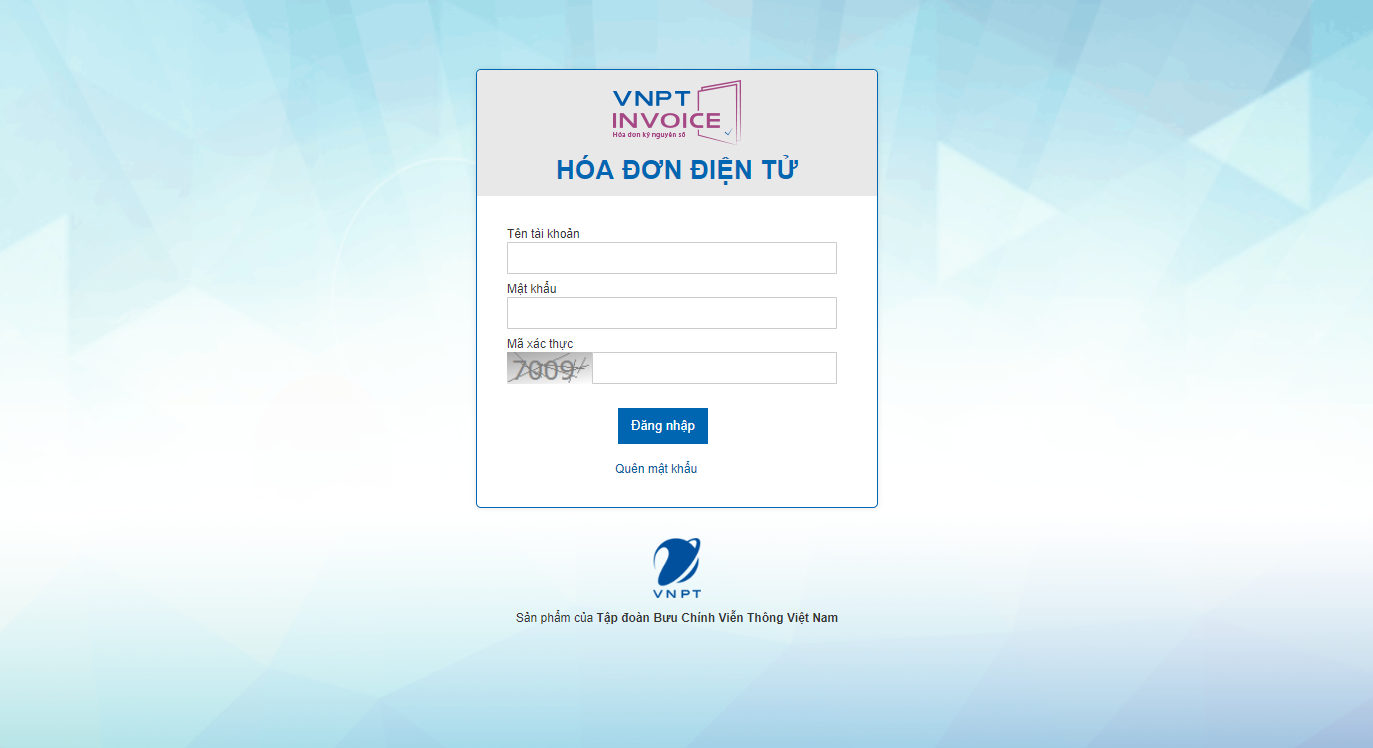 VNPT
INVOICE
Hóa đơn kỷ nguyên số
HÓA ĐƠN ĐIỆN TỬ
Tên tài khoản
Mật khẩu
Mã xác thực
7009
Đăng nhập
Quên mật khẩu
VNPT
Sản phẩm của Tập đoàn Bưu Chính Viễn Thông Việt Nam